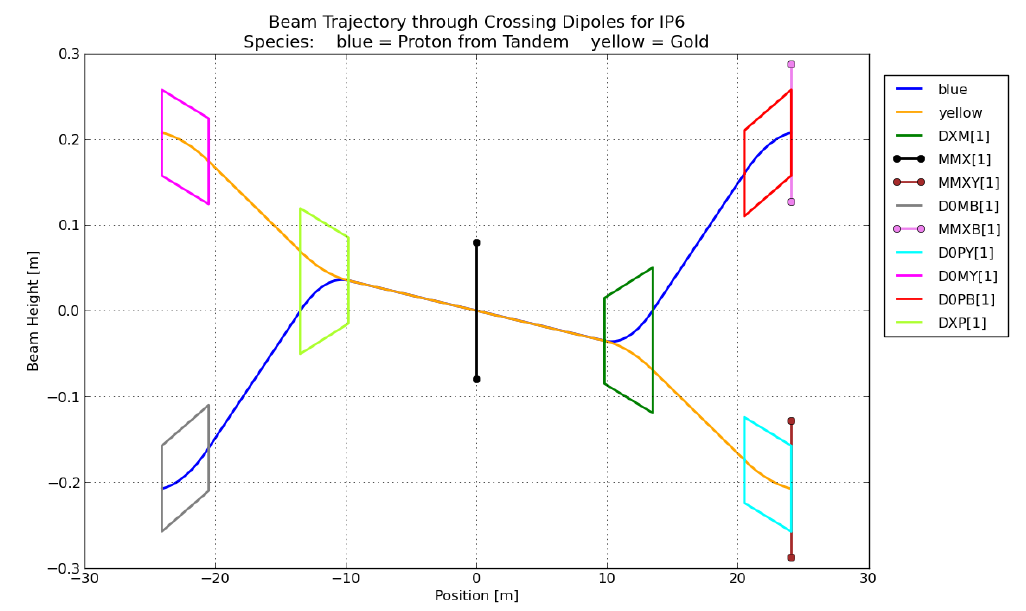 Beam Trajectory through Crossing Dipoles for IP6
Species: blue = Proton from Tandem yellow = Gold
0.3
0.2
0.1
0.0
−0.1
−0.2
−0.3
Beam Height [m]
−30
−20
−10
0
10
20
30
Position [m]
blue
yellow
DXM[1]
MMX[1]
MMXY[1]
D0MB[1]
MMXB[1]
D0PY[1]
D0MY[1]
D0PB[1]
DXP[1]